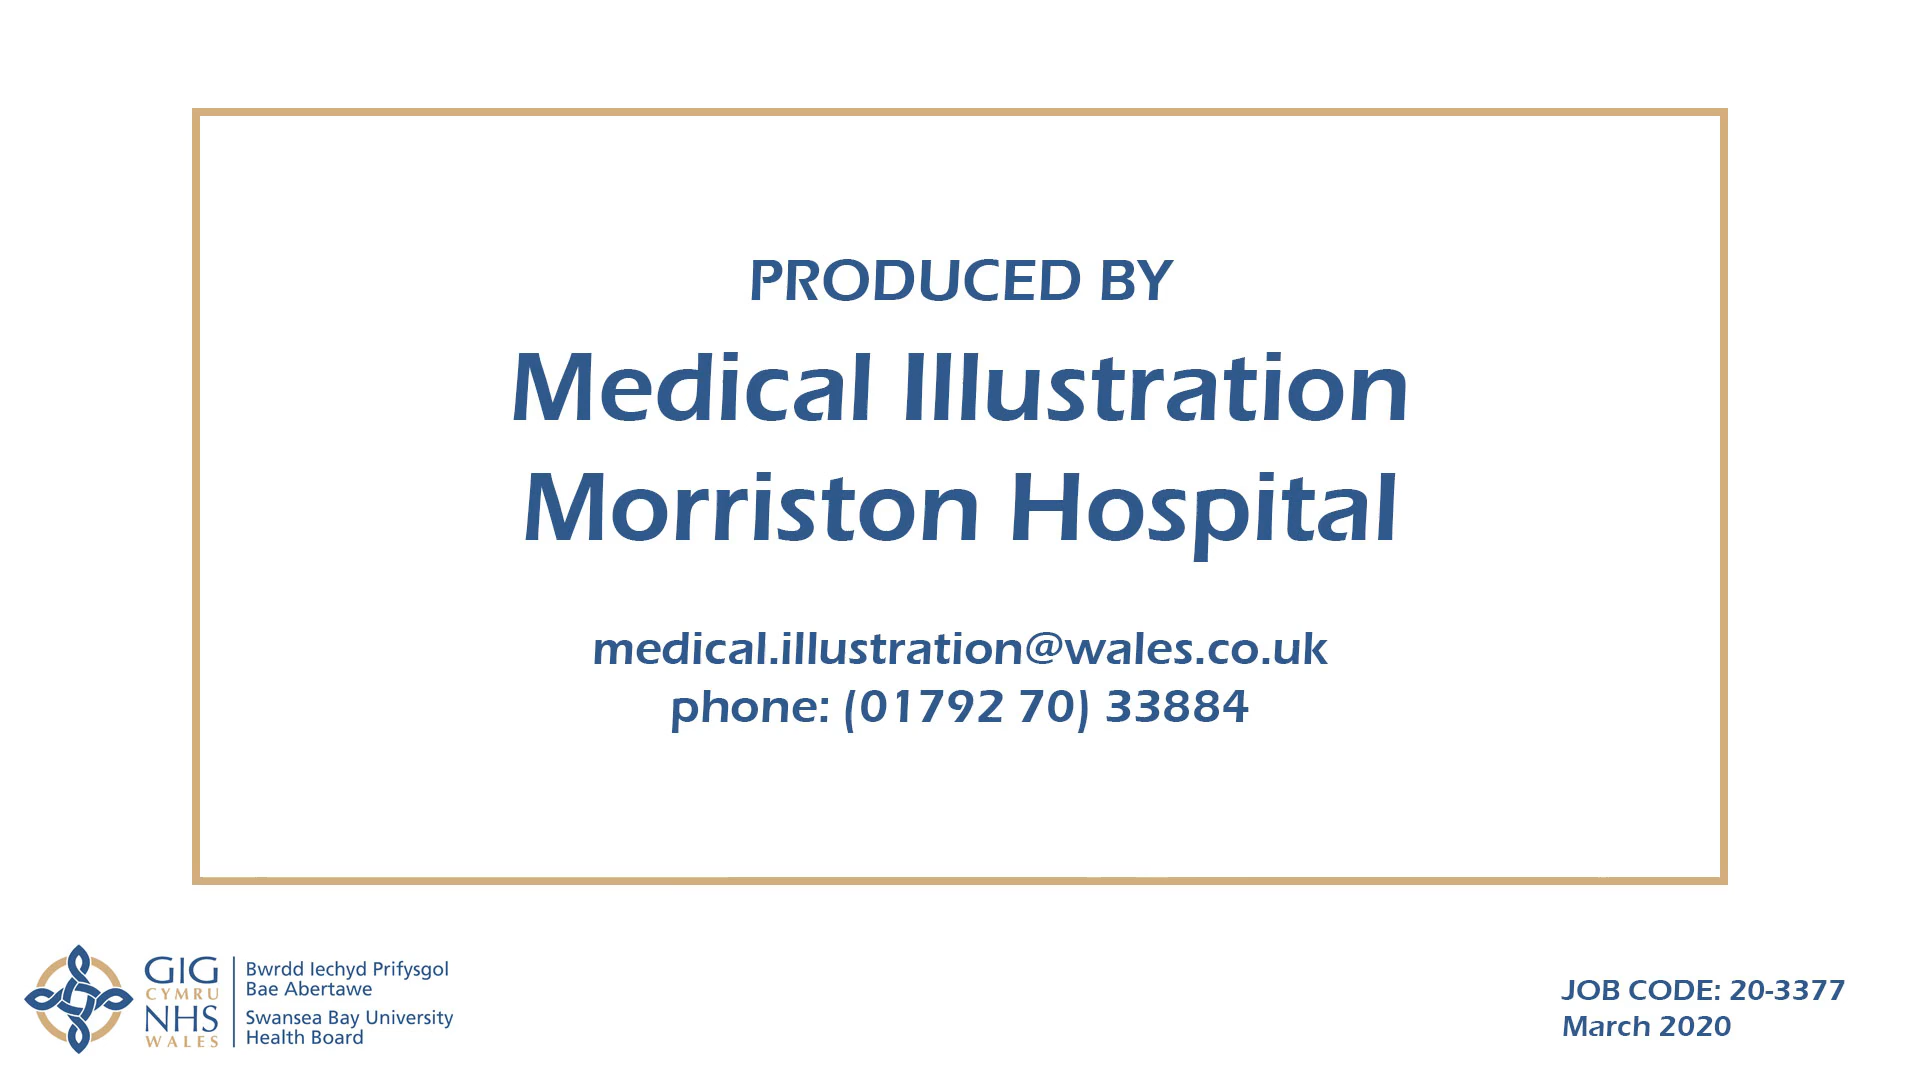 PRODUCED BY
Medical Illustration
Morriston Hospital
medical.illustration@wales.co.uk
phone: (01792 70) 33884
GIG
CYMRU
NHS
WALES
Bwrdd Iechyd Prifysgol
Bae Abertawe
Swansea Bay University
Health Board
JOB CODE: 20-3377
March 2020